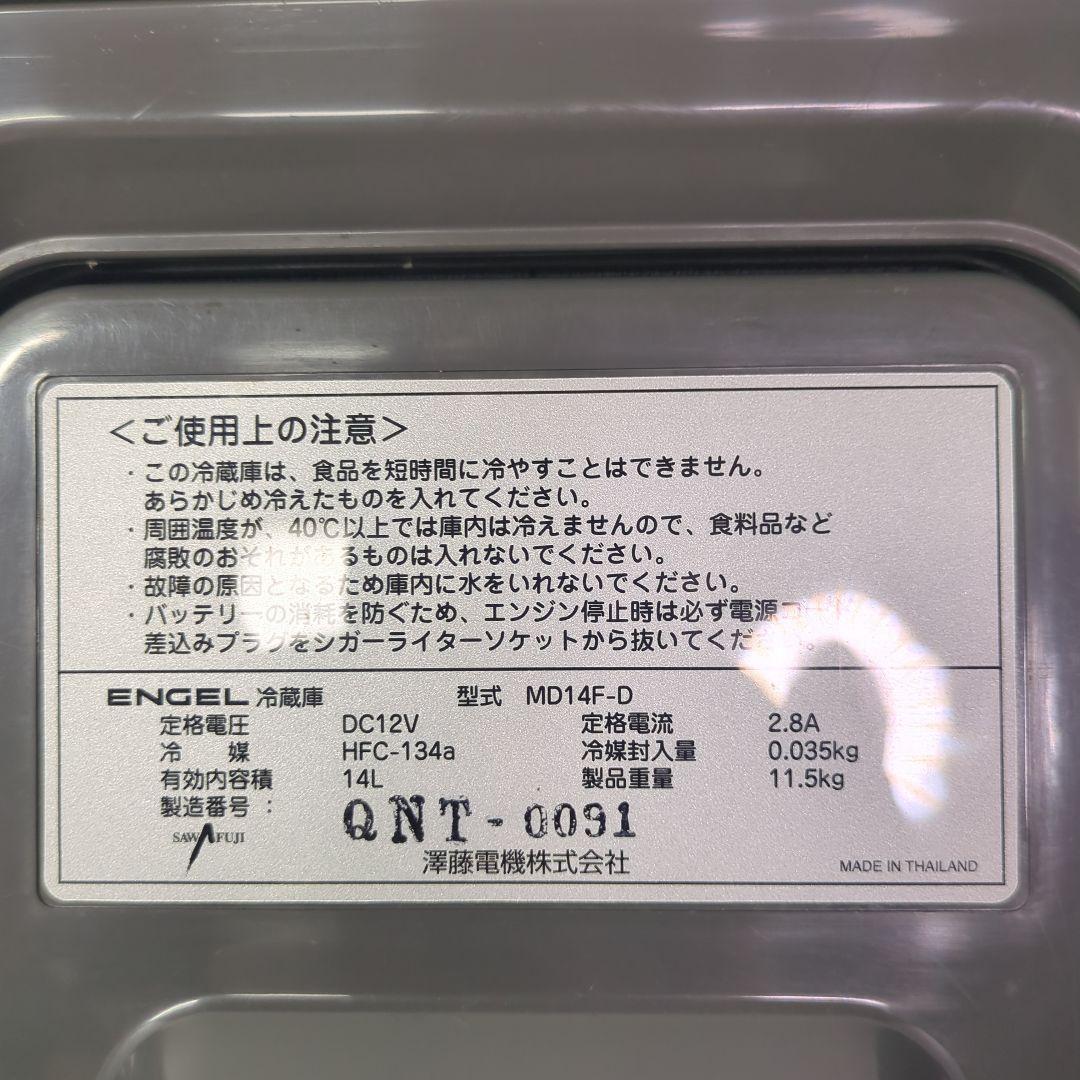 ＜ご使用上の注意＞
・この冷蔵庫は、食品を短時間に冷やすことはできません。
あらかじめ冷えたものを入れてください。
・周囲温度が、40℃以上では庫内は冷えませんので、食料品など
腐敗のおそれがあるものは入れないでください。
・故障の原因となるため庫内に水をいれないでください。
・バッテリーの消耗を防ぐため、エンジン停止時は必ず電源
差込みプラグをシガーライターソケットから抜いてくだ
ENGEL 冷蔵庫 型式 MD14F-D
定格電圧 DC12V 定格電流 2.8A
冷媒 HFC-134a 冷媒封入量 0.035kg
有効内容積 14L 製品重量 11.5kg
製造番号： QNT-0091
SAWAFUJI
澤藤電機株式会社
MADE IN THAILAND